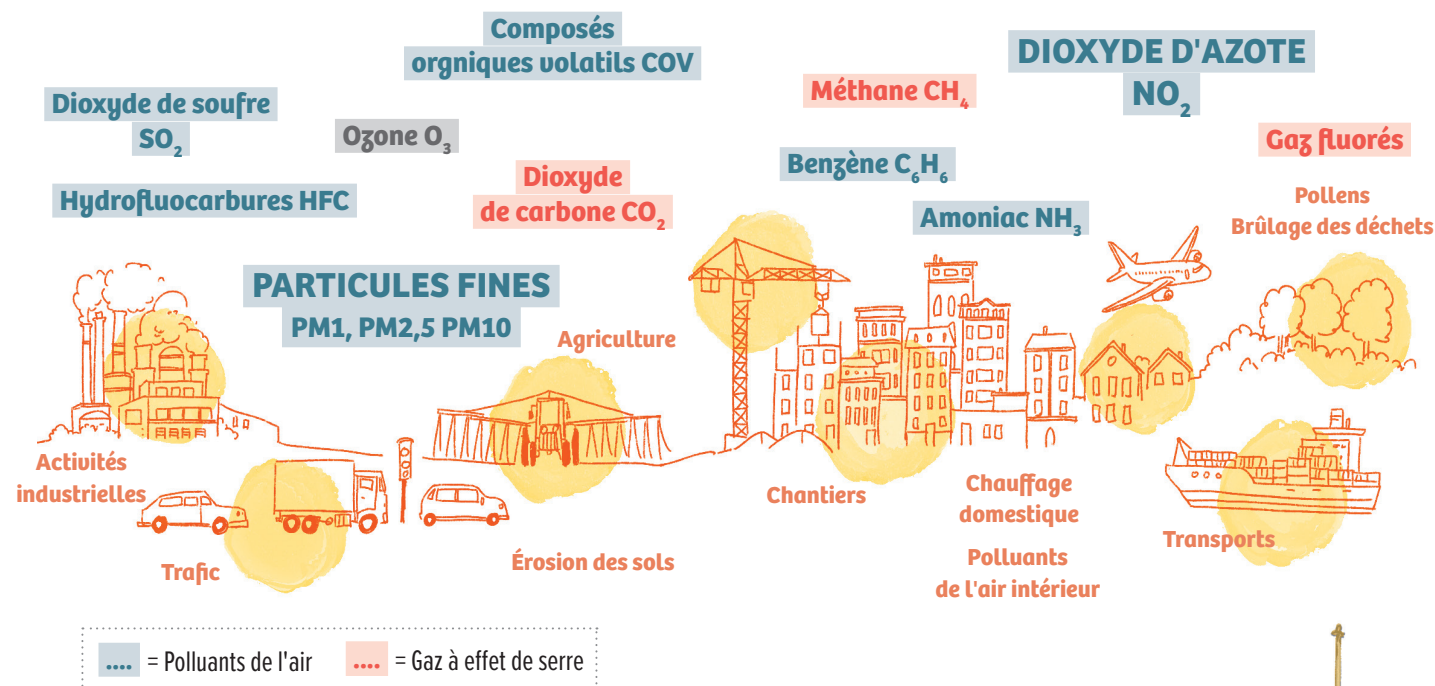 Composés
orgniques volatils COV
DIOXYDE D'AZOTE
NO₂
Méthane CH₄
Dioxyde de soufre
SO₂
Ozone O₃
Gaz fluorés
Benzène C₆H₆
Dioxyde
de carbone CO₂
Hydrofluocarbures HFC
Amoniac NH₃
Pollens
Brûlage des déchets
PARTICULES FINES
PM1, PM2,5 PM10
Agriculture
Activités
industrielles
Chantiers
Chauffage
domestique
Transports
Trafic
Érosion des sols
Polluants
de l'air intérieur
.... = Polluants de l'air
.... = Gaz à effet de serre